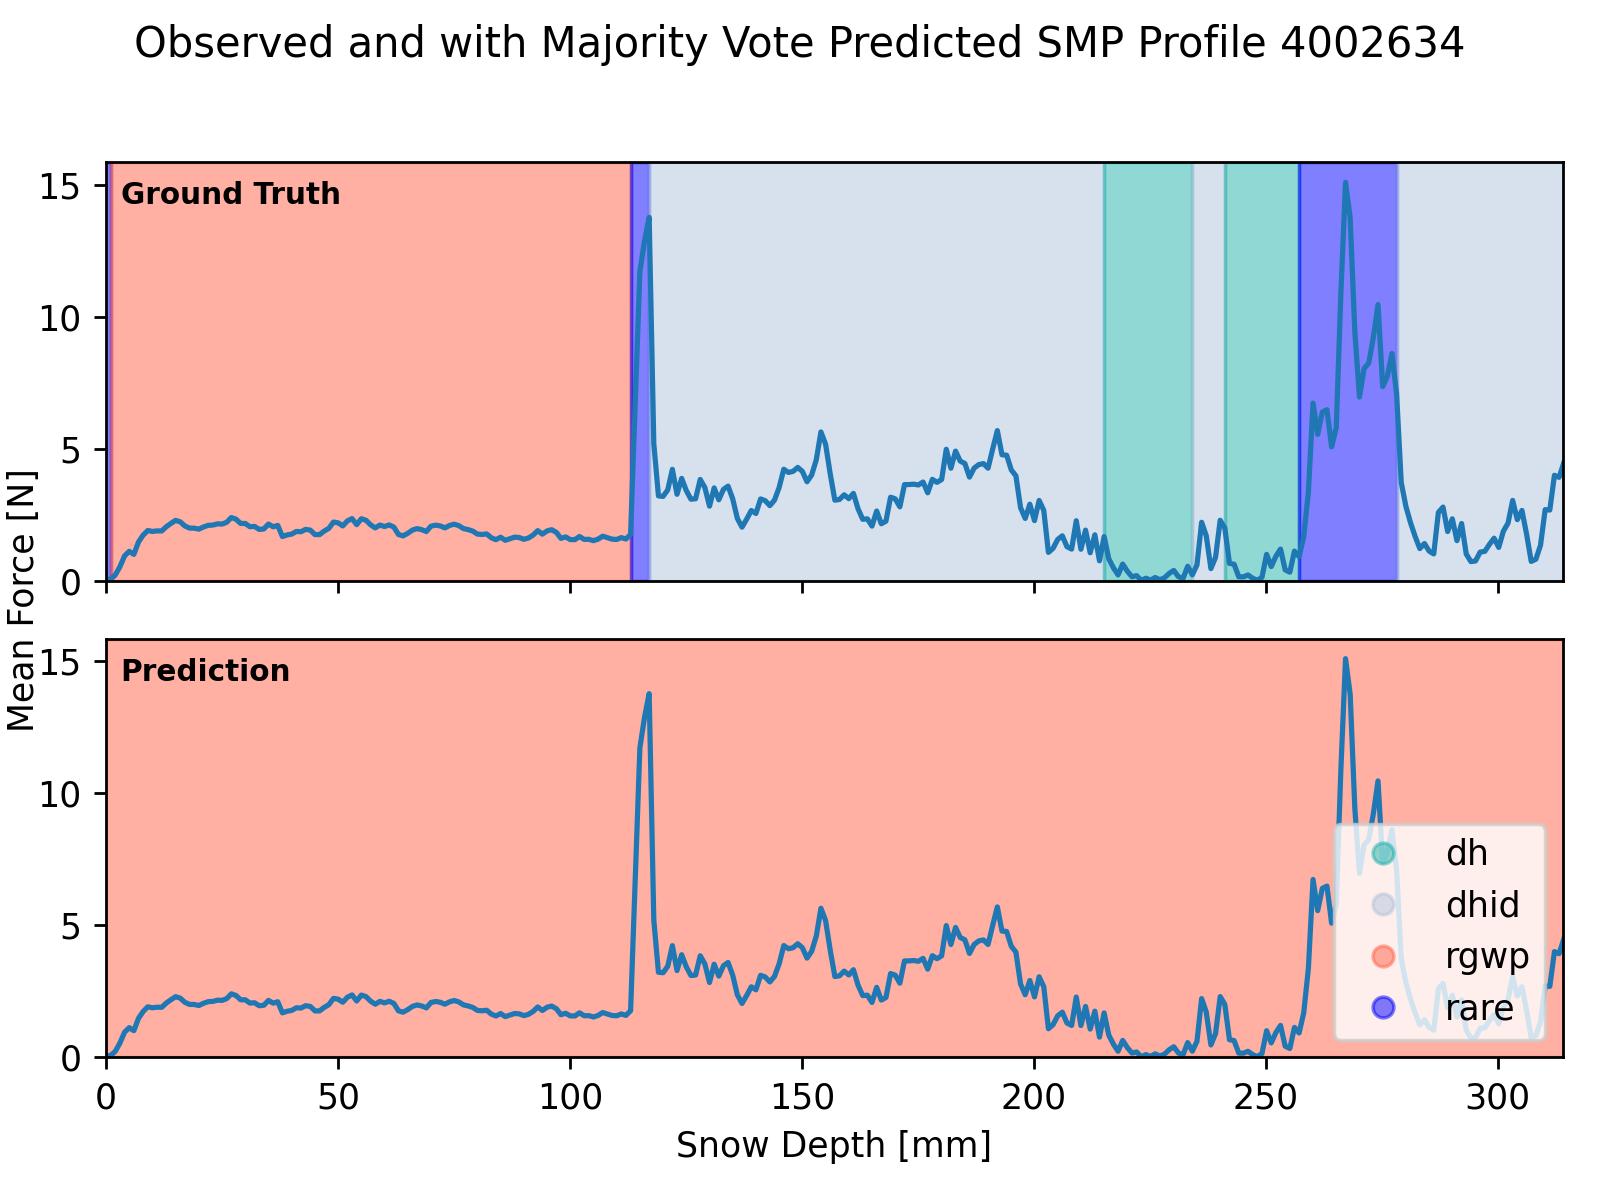 Observed and with Majority Vote Predicted SMP Profile 4002634
Mean Force [N]
15
10
5
0
Ground Truth
15
10
5
0
Prediction
dh
dhid
rgwp
rare
0 50 100 150 200 250 300
Snow Depth [mm]